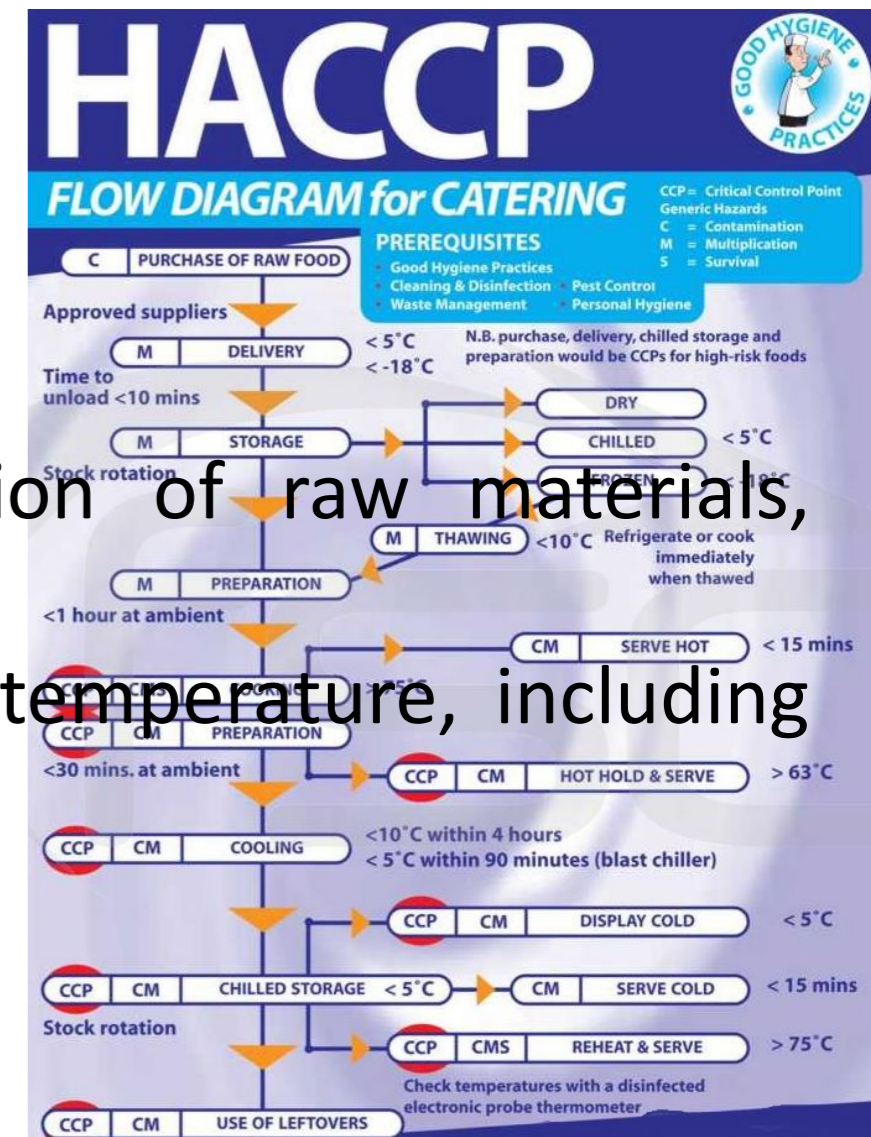 HACCP
GOOD HYGIENE PRACTICES
FLOW DIAGRAM for CATERING
CCP = Critical Control Point
Generic Hazards
C = Contamination
M = Multiplication
S = Survival
PREREQUISITES
• Good Hygiene Practices
• Cleaning & Disinfection • Pest Control
• Waste Management • Personal Hygiene
C PURCHASE OF RAW FOOD
Approved suppliers
N.B. purchase, delivery, chilled storage and
preparation would be CCPs for high-risk foods
M DELIVERY
< 5°C
< -18°C
Time to
unload <10 mins
DRY
M STORAGE
CHILLED < 5°C
Stock rotation
FROZEN < -18°C
ion of raw materials,
M THAWING <10°C Refrigerate or cook
immediately
when thawed
M PREPARATION
<1 hour at ambient
CM SERVE HOT < 15 mins
CCP CMS COOKING > 75°C
temperature, including
CCP CM PREPARATION
<30 mins. at ambient
CCP CM HOT HOLD & SERVE > 63°C
CCP CM COOLING
<10°C within 4 hours
< 5°C within 90 minutes (blast chiller)
CCP CM DISPLAY COLD < 5°C
CCP CM CHILLED STORAGE < 5°C
CM SERVE COLD < 15 mins
Stock rotation
CCP CMS REHEAT & SERVE > 75°C
Check temperatures with a disinfected
electronic probe thermometer
CCP CM USE OF LEFTOVERS